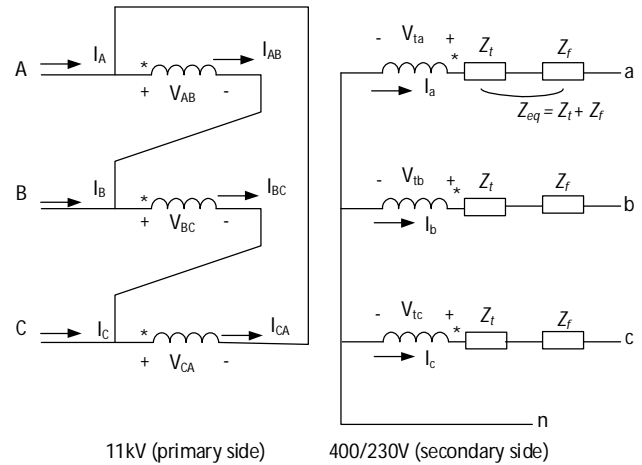 A I_A * I_AB
+ V_AB -
B I_B * I_BC
+ V_BC -
C I_C * I_CA
+ V_CA -
11kV (primary side)
- V_ta + * Z_t Z_f a
I_a Z_eq = Z_t + Z_f
- V_tb + * Z_t Z_f b
I_b
- V_tc + * Z_t Z_f c
I_c
n
400/230V (secondary side)